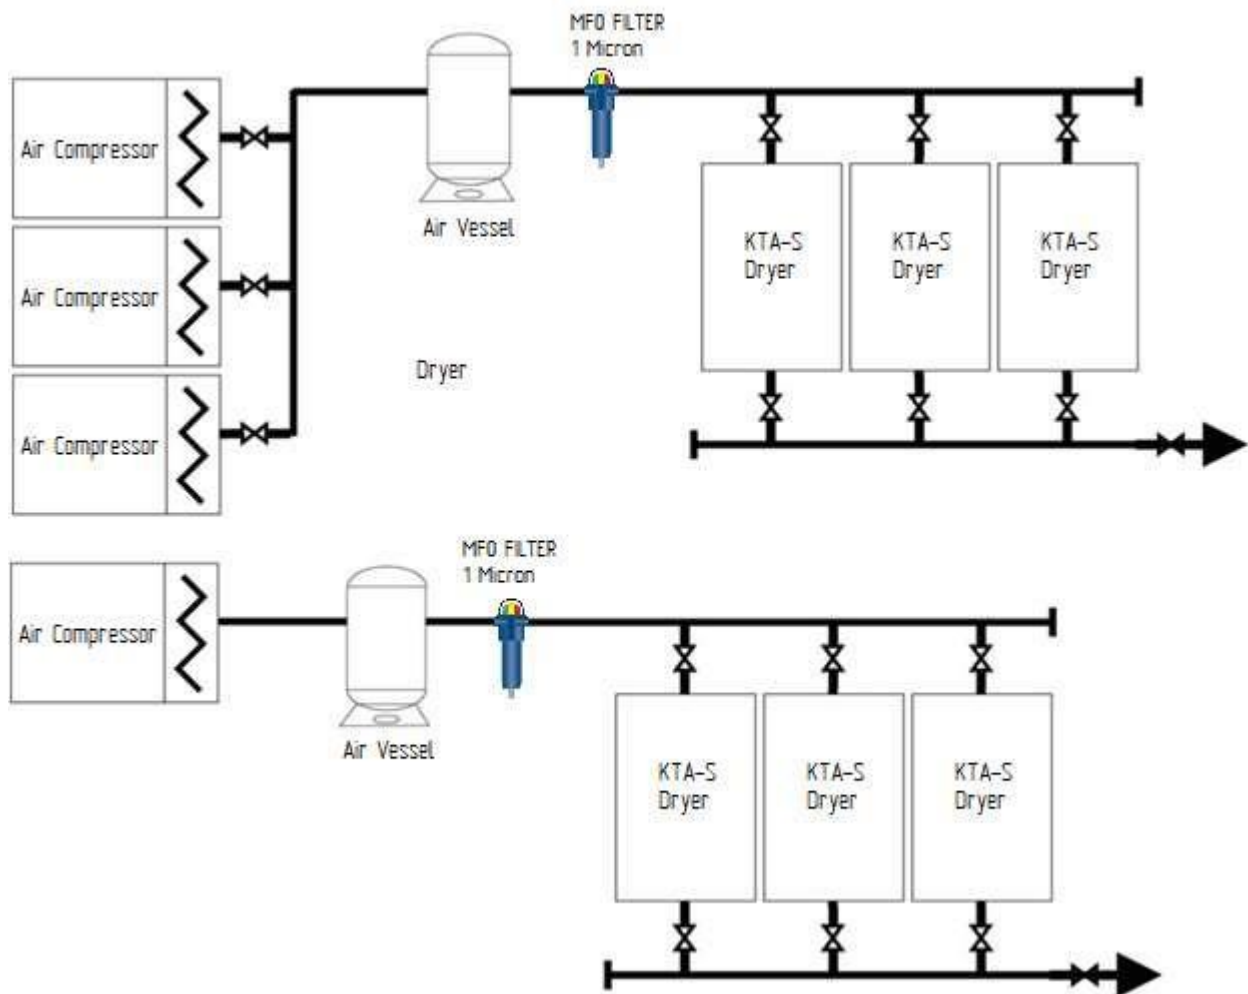 MFO FILTER
1 Micron
Air Compressor
Air Vessel
KTA-S
Dryer
KTA-S
Dryer
KTA-S
Dryer
Air Compressor
Dryer
Air Compressor
MFO FILTER
1 Micron
Air Compressor
Air Vessel
KTA-S
Dryer
KTA-S
Dryer
KTA-S
Dryer